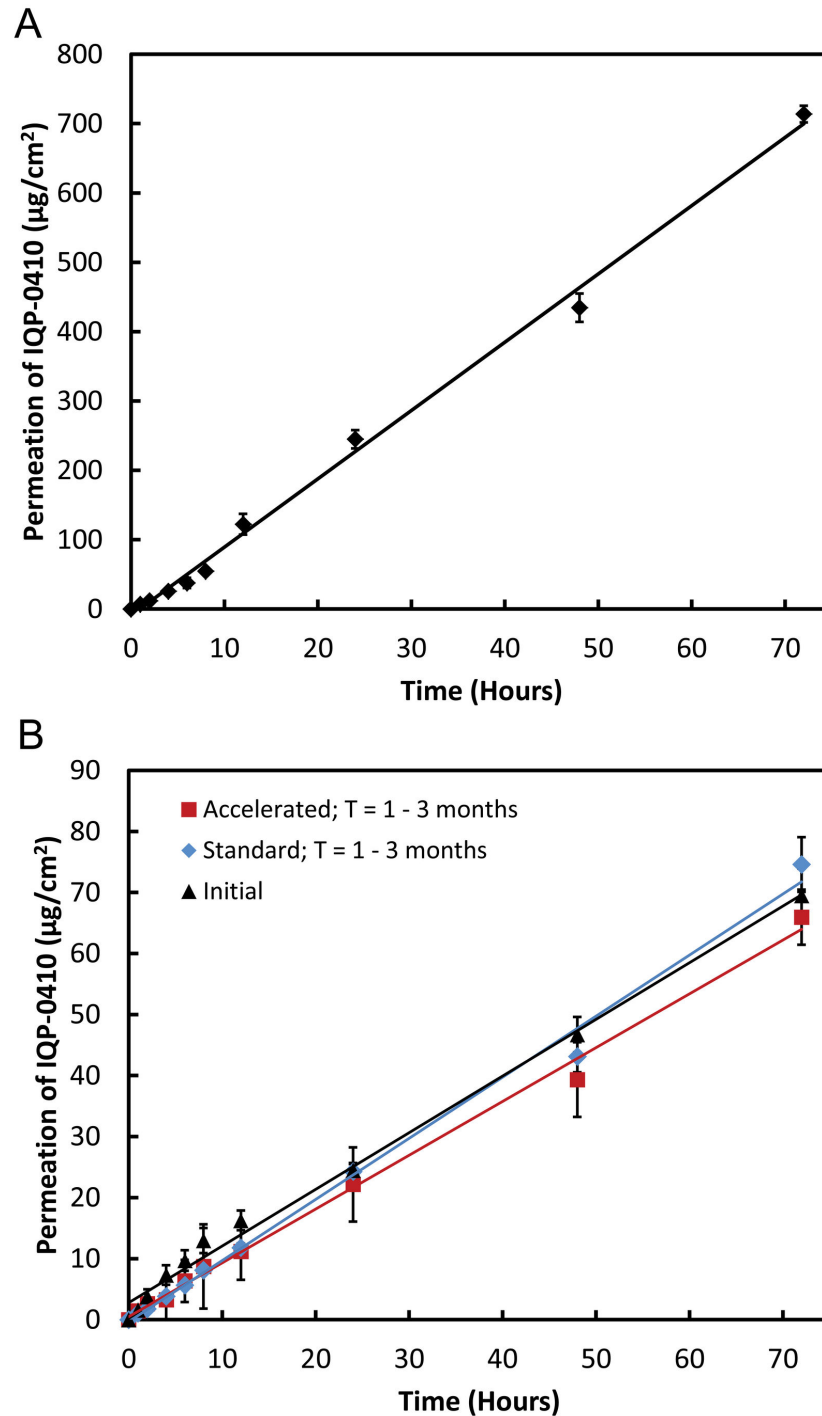 A
800
700
600
500
400
300
200
100
0
Permeation of IQP-0410 (µg/cm²)
0 10 20 30 40 50 60 70
Time (Hours)
B
90
80
70
60
50
40
30
20
10
0
Permeation of IQP-0410 (µg/cm²)
Accelerated; T = 1 - 3 months
Standard; T = 1 - 3 months
Initial
0 10 20 30 40 50 60 70
Time (Hours)